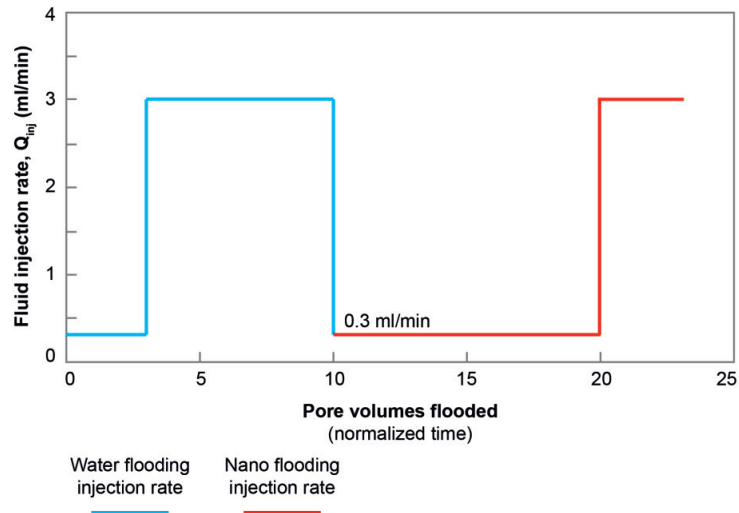 4
3
2
1
0
Fluid injection rate, Qinj (ml/min)
0.3 ml/min
0 5 10 15 20 25
Pore volumes flooded
(normalized time)
Water flooding
injection rate
Nano flooding
injection rate